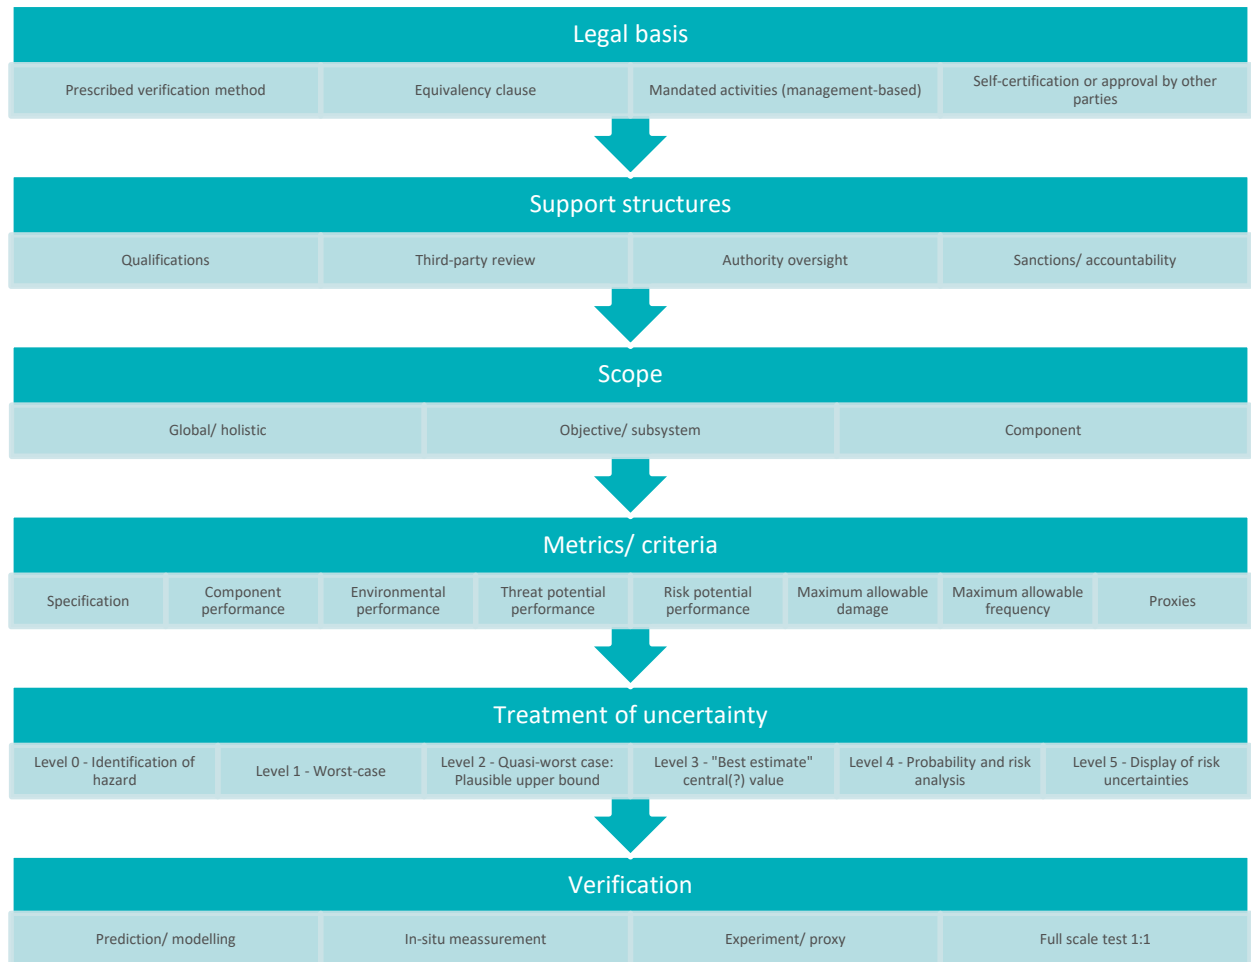 Legal basis
Prescribed verification method
Equivalency clause
Mandated activities (management-based)
Self-certification or approval by other
parties
Support structures
Qualifications
Third-party review
Authority oversight
Sanctions/ accountability
Scope
Global/ holistic
Objective/ subsystem
Component
Metrics/ criteria
Specification
Component
performance
Environmental
performance
Threat potential
performance
Risk potential
performance
Maximum allowable
damage
Maximum allowable
frequency
Proxies
Treatment of uncertainty
Level 0 - Identification of
hazard
Level 1 - Worst-case
Level 2 - Quasi-worst case:
Plausible upper bound
Level 3 - "Best estimate"
central(?) value
Level 4 - Probability and risk
analysis
Level 5 - Display of risk
uncertainties
Verification
Prediction/ modelling
In-situ meassurement
Experiment/ proxy
Full scale test 1:1